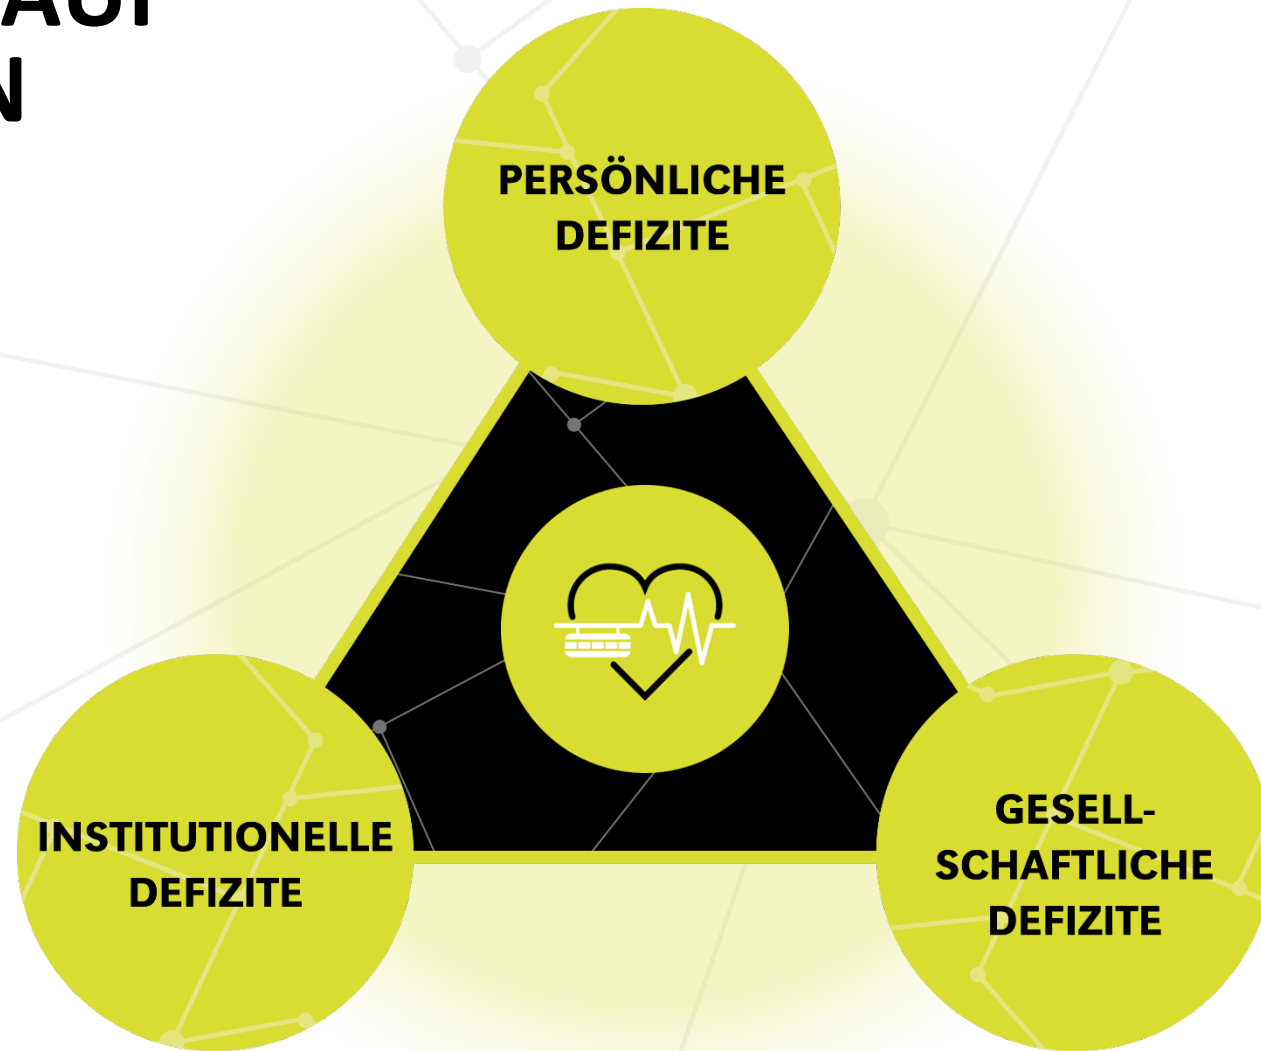 PERSÖNLICHE
DEFIZITE
INSTITUTIONELLE
DEFIZITE
GESELL-
SCHAFTLICHE
DEFIZITE